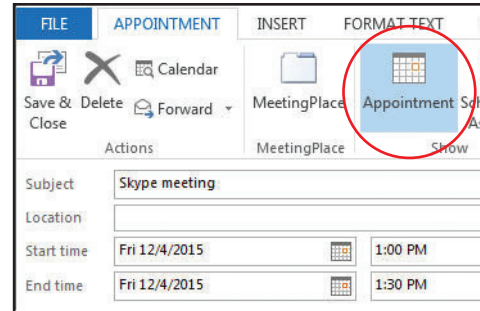 FILE APPOINTMENT INSERT FORMAT TEXT
Calendar
Save & Delete Forward MeetingPlace Appointment
Close
Actions MeetingPlace Show
Subject Skype meeting
Location
Start time Fri 12/4/2015 1:00 PM
End time Fri 12/4/2015 1:30 PM